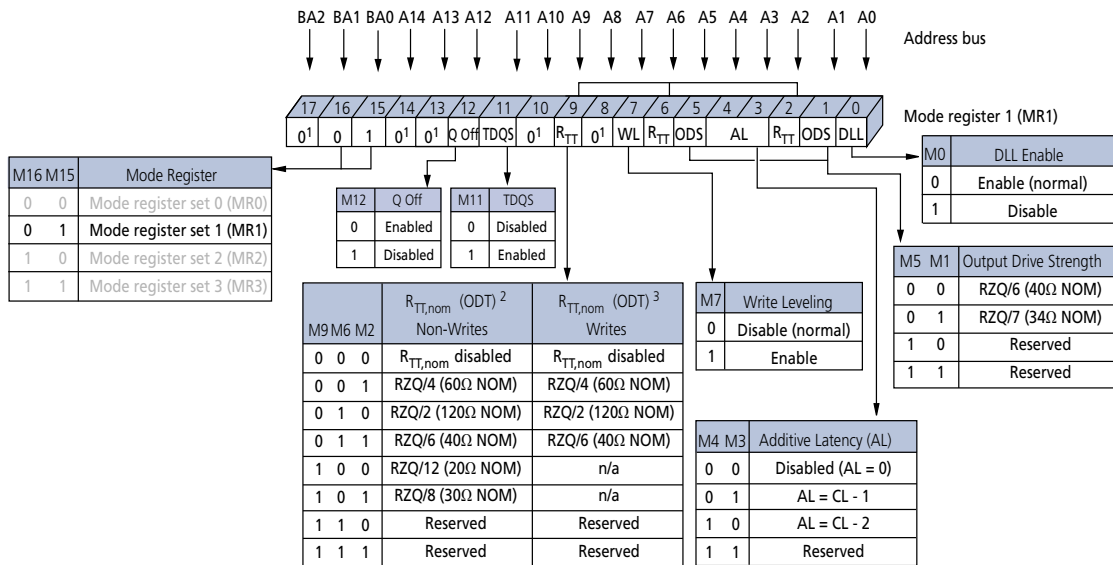 BA2 BA1 BA0 A14 A13 A12 A11 A10 A9 A8 A7 A6 A5 A4 A3 A2 A1 A0
Address bus
17 16 15 14 13 12 11 10 9 8 7 6 5 4 3 2 1 0
Mode register 1 (MR1)
0¹ 0 1 0¹ 0¹ Q Off TDQS 0¹ RTT 0¹ WL RTT ODS AL RTT ODS DLL
M16 M15 Mode Register
0 0 Mode register set 0 (MR0)
0 1 Mode register set 1 (MR1)
1 0 Mode register set 2 (MR2)
1 1 Mode register set 3 (MR3)
M12 Q Off
0 Enabled
1 Disabled
M11 TDQS
0 Disabled
1 Enabled
M0 DLL Enable
0 Enable (normal)
1 Disable
M5 M1 Output Drive Strength
0 0 RZQ/6 (40Ω NOM)
0 1 RZQ/7 (34Ω NOM)
1 0 Reserved
1 1 Reserved
M9 M6 M2 RTT,nom (ODT) ² Non-Writes RTT,nom (ODT) ³ Writes
0 0 0 RTT,nom disabled RTT,nom disabled
0 0 1 RZQ/4 (60Ω NOM) RZQ/4 (60Ω NOM)
0 1 0 RZQ/2 (120Ω NOM) RZQ/2 (120Ω NOM)
0 1 1 RZQ/6 (40Ω NOM) RZQ/6 (40Ω NOM)
1 0 0 RZQ/12 (20Ω NOM) n/a
1 0 1 RZQ/8 (30Ω NOM) n/a
1 1 0 Reserved Reserved
1 1 1 Reserved Reserved
M7 Write Leveling
0 Disable (normal)
1 Enable
M4 M3 Additive Latency (AL)
0 0 Disabled (AL = 0)
0 1 AL = CL - 1
1 0 AL = CL - 2
1 1 Reserved